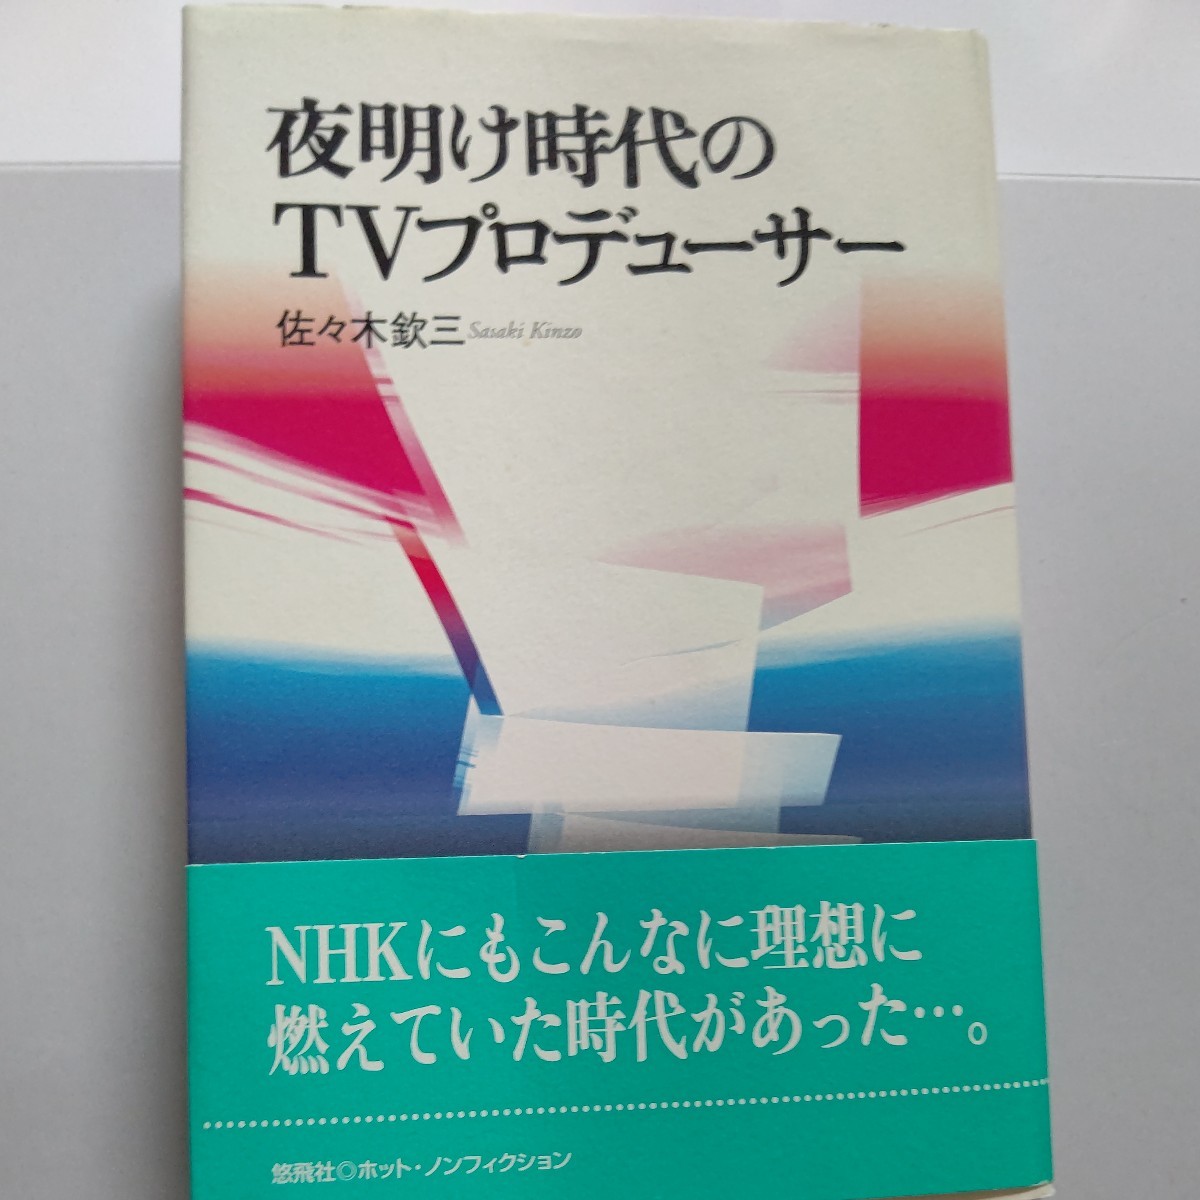 夜明け時代の
TVプロデューサー
佐々木欽三 Sasaki Kinzo
NHKにもこんなに理想に
燃えていた時代があった…。
悠飛社◎ホット・ノンフィクション